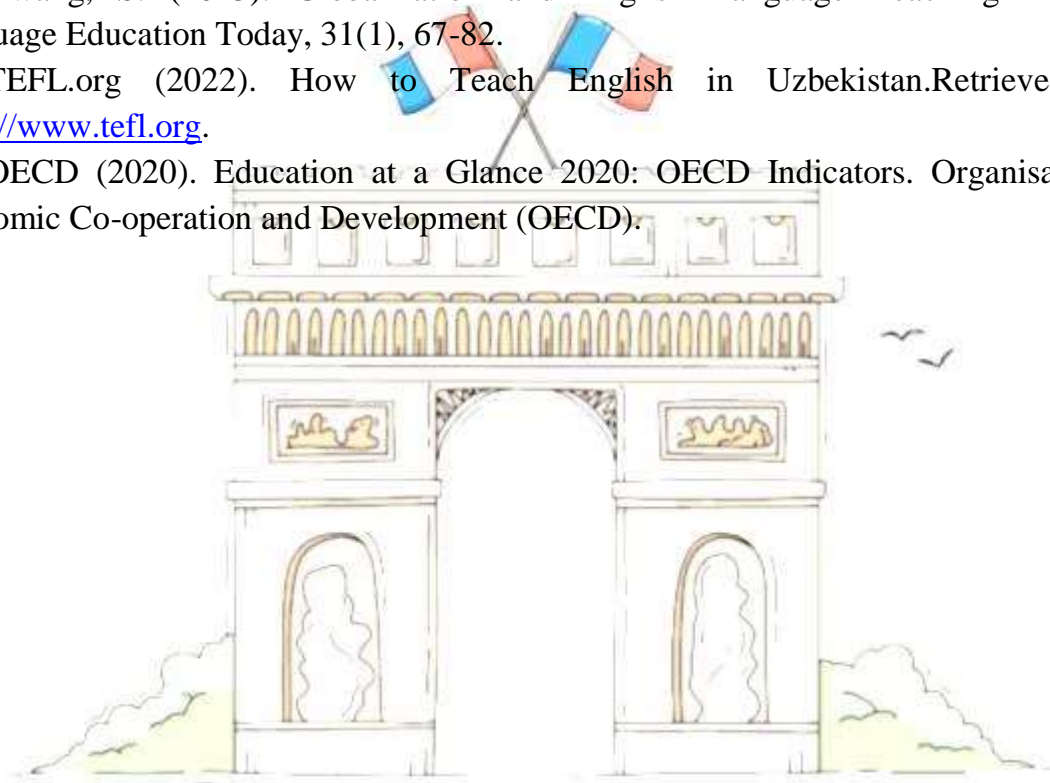 uage Education Today, 31(1), 67-82.
TEFL.org (2022). How to Teach English in Uzbekistan.Retrieve
//www.tefl.org.
OECD (2020). Education at a Glance 2020: OECD Indicators. Organisa
omic Co-operation and Development (OECD).